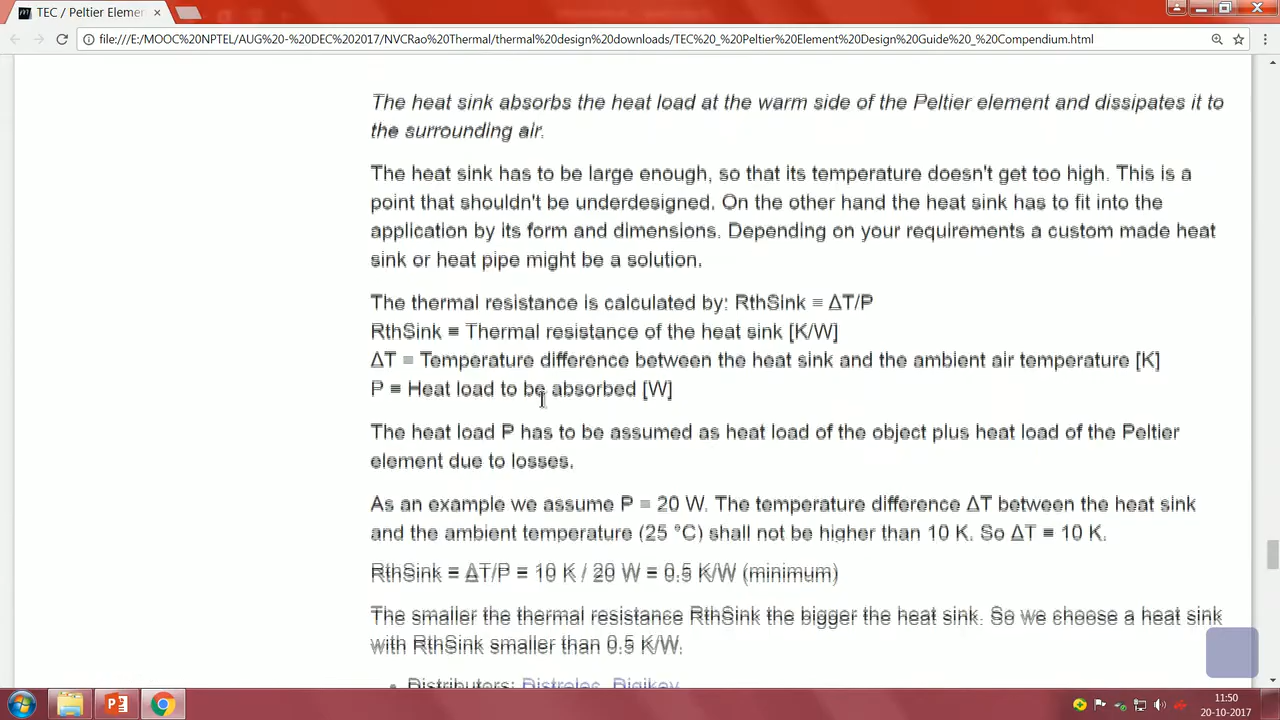 TEC / Peltier Elemen
file:///E:/MOOC%20NPTEL/AUG%20-%20DEC%202017/NVCRao%20Thermal/thermal%20design%20downloads/TEC%20_%20Peltier%20Element%20Design%20Guide%20_%20Compendium.html
The heat sink absorbs the heat load at the warm side of the Peltier element and dissipates it to
the surrounding air.
The heat sink has to be large enough, so that its temperature doesn't get too high. This is a
point that shouldn't be underdesigned. On the other hand the heat sink has to fit into the
application by its form and dimensions. Depending on your requirements a custom made heat
sink or heat pipe might be a solution.
The thermal resistance is calculated by: RthSink = ΔT/P
RthSink = Thermal resistance of the heat sink [K/W]
ΔT = Temperature difference between the heat sink and the ambient air temperature [K]
P = Heat load to be absorbed [W]
The heat load P has to be assumed as heat load of the object plus heat load of the Peltier
element due to losses.
As an example we assume P = 20 W. The temperature difference ΔT between the heat sink
and the ambient temperature (25 °C) shall not be higher than 10 K. So ΔT = 10 K.
RthSink = ΔT/P = 10 K / 20 W = 0.5 K/W (minimum)
The smaller the thermal resistance RthSink the bigger the heat sink. So we choose a heat sink
with RthSink smaller than 0.5 K/W.
Distributors: Distrelec, Digikey
11:50
20-10-2017